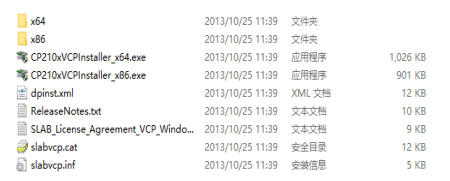 x64 2013/10/25 11:39 文件夹
x86 2013/10/25 11:39 文件夹
CP210xVCPInstaller_x64.exe 2013/10/25 11:39 应用程序 1,026 KB
CP210xVCPInstaller_x86.exe 2013/10/25 11:39 应用程序 901 KB
dpinst.xml 2013/10/25 11:39 XML 文档 12 KB
ReleaseNotes.txt 2013/10/25 11:39 文本文档 10 KB
SLAB_License_Agreement_VCP_Windo... 2013/10/25 11:39 文本文档 9 KB
slabvcp.cat 2013/10/25 11:39 安全目录 12 KB
slabvcp.inf 2013/10/25 11:39 安装信息 5 KB